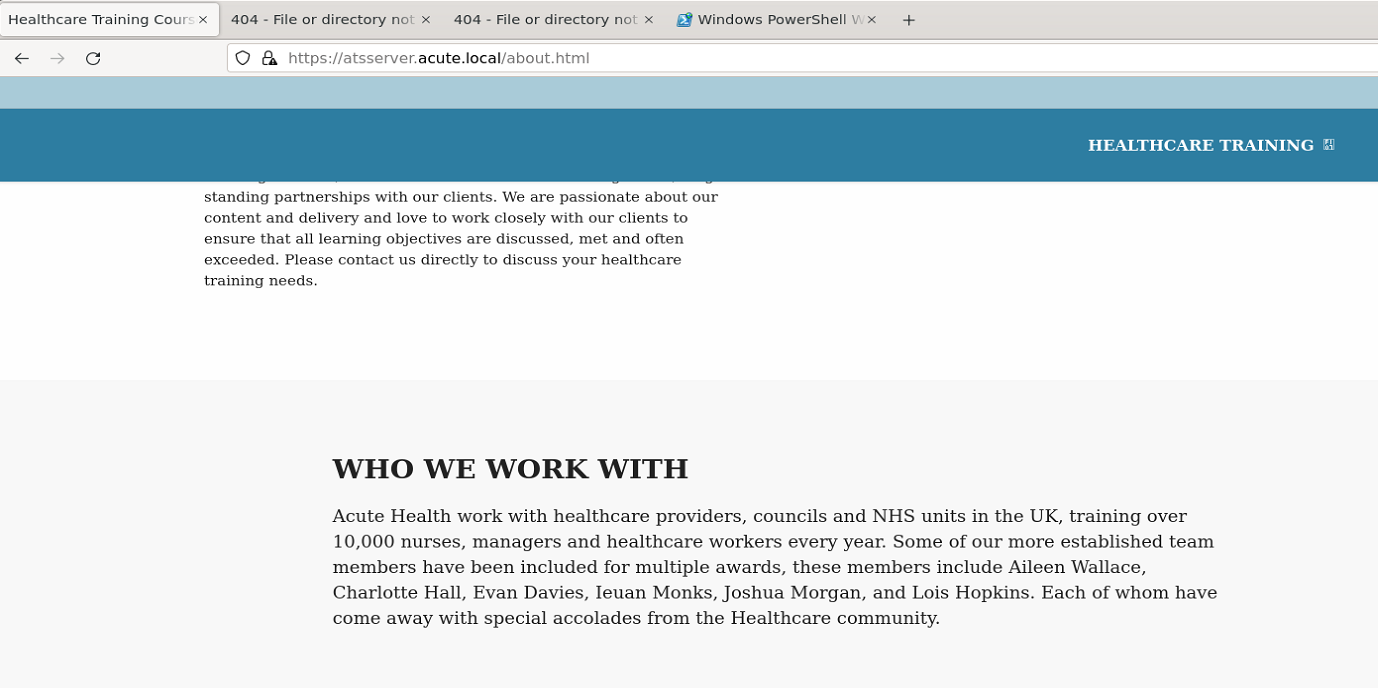 Healthcare Training Cours
404 - File or directory not
404 - File or directory not
Windows PowerShell W
https://atsserver.acute.local/about.html
HEALTHCARE TRAINING
standing partnerships with our clients. We are passionate about our
content and delivery and love to work closely with our clients to
ensure that all learning objectives are discussed, met and often
exceeded. Please contact us directly to discuss your healthcare
training needs.
WHO WE WORK WITH
Acute Health work with healthcare providers, councils and NHS units in the UK, training over
10,000 nurses, managers and healthcare workers every year. Some of our more established team
members have been included for multiple awards, these members include Aileen Wallace,
Charlotte Hall, Evan Davies, Ieuan Monks, Joshua Morgan, and Lois Hopkins. Each of whom have
come away with special accolades from the Healthcare community.